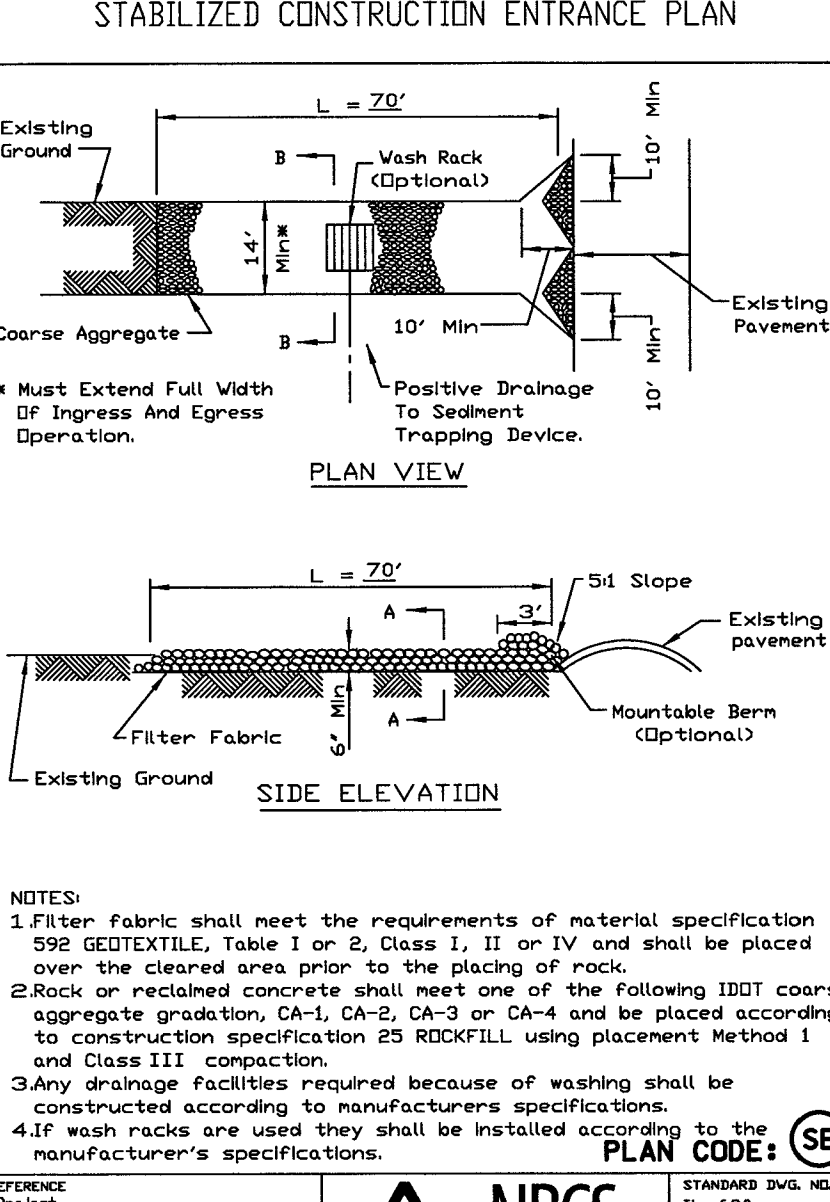 STABILIZED CONSTRUCTION ENTRANCE PLAN
L = 70'
10' Min
Existing
Ground
B
Wash Rack
(Optional)
14'
Min*
Existing
Pavement
Coarse Aggregate
B
10' Min
10' Min
* Must Extend Full Width
Of Ingress And Egress
Operation.
Positive Drainage
To Sediment
Trapping Device.
PLAN VIEW
L = 70'
5:1 Slope
A
3'
Existing
pavement
6" Min
A
Mountable Berm
(Optional)
Filter Fabric
Existing Ground
SIDE ELEVATION
NOTES:
1.Filter fabric shall meet the requirements of material specification
592 GEOTEXTILE, Table I or 2, Class I, II or IV and shall be placed
over the cleared area prior to the placing of rock.
2.Rock or reclaimed concrete shall meet one of the following IDOT coars
aggregate gradation, CA-1, CA-2, CA-3 or CA-4 and be placed according
to construction specification 25 ROCKFILL using placement Method 1
and Class III compaction.
3.Any drainage facilities required because of washing shall be
constructed according to manufacturers specifications.
4.If wash racks are used they shall be installed according to the
manufacturer's specifications.
PLAN CODE: SE
EFERENCE
NRCS
STANDARD DWG. NO.